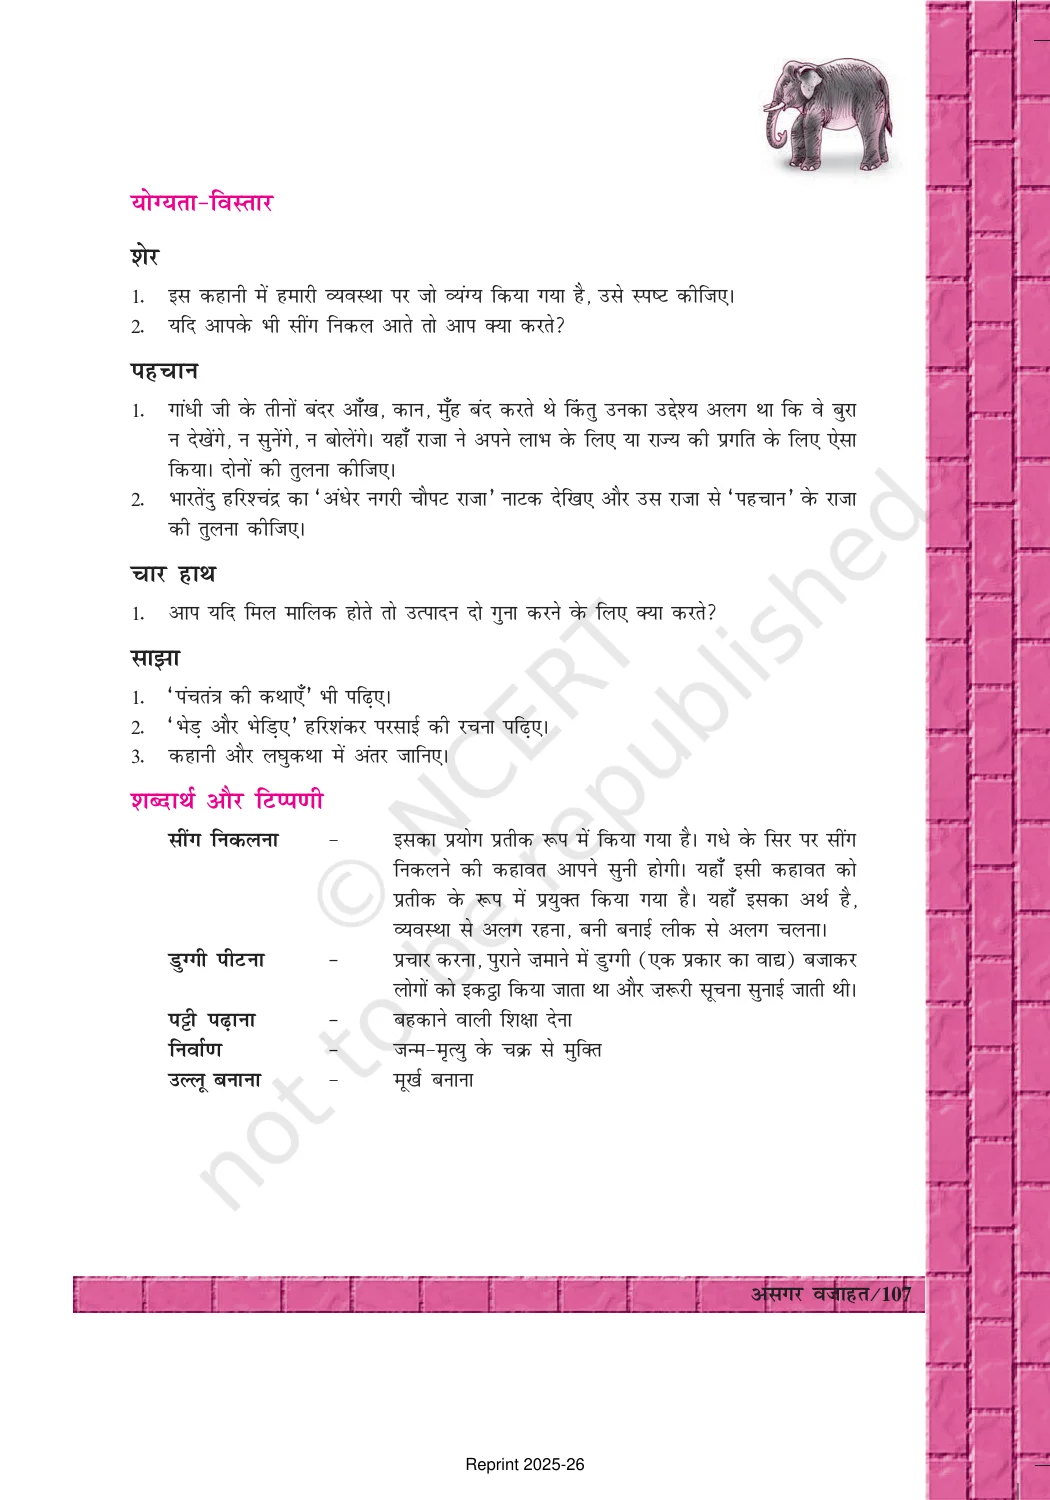 योग्यता-विस्तार
शेर
1. इस कहानी में हमारी व्यवस्था पर जो व्यंग्य किया गया है, उसे स्पष्ट कीजिए।
2. यदि आपके भी सींग निकल आते तो आप क्या करते?
पहचान
1. गांधी जी के तीनों बंदर आँख, कान, मुँह बंद करते थे किंतु उनका उद्देश्य अलग था कि वे बुरा
न देखेंगे, न सुनेंगे, न बोलेंगे। यहाँ राजा ने अपने लाभ के लिए या राज्य की प्रगति के लिए ऐसा
किया। दोनों की तुलना कीजिए।
2. भारतेंदु हरिश्चंद्र का ‘अंधेर नगरी चौपट राजा’ नाटक देखिए और उस राजा से ‘पहचान’ के राजा
की तुलना कीजिए।
चार हाथ
1. आप यदि मिल मालिक होते तो उत्पादन दो गुना करने के लिए क्या करते?
साझा
1. ‘पंचतंत्र की कथाएँ’ भी पढ़िए।
2. ‘भेड़ और भेड़िए’ हरिशंकर परसाई की रचना पढ़िए।
3. कहानी और लघुकथा में अंतर जानिए।
शब्दार्थ और टिप्पणी
सींग निकलना - इसका प्रयोग प्रतीक रूप में किया गया है। गधे के सिर पर सींग
निकलने की कहावत आपने सुनी होगी। यहाँ इसी कहावत को
प्रतीक के रूप में प्रयुक्त किया गया है। यहाँ इसका अर्थ है,
व्यवस्था से अलग रहना, बनी बनाई लीक से अलग चलना।
डुग्गी पीटना - प्रचार करना, पुराने ज़माने में डुग्गी (एक प्रकार का वाद्य) बजाकर
लोगों को इकट्ठा किया जाता था और ज़रूरी सूचना सुनाई जाती थी।
पट्टी पढ़ाना - बहकाने वाली शिक्षा देना
निर्वाण - जन्म-मृत्यु के चक्र से मुक्ति
उल्लू बनाना - मूर्ख बनाना
© NCERT
not to be republished
असगर वजाहत/107
Reprint 2025-26